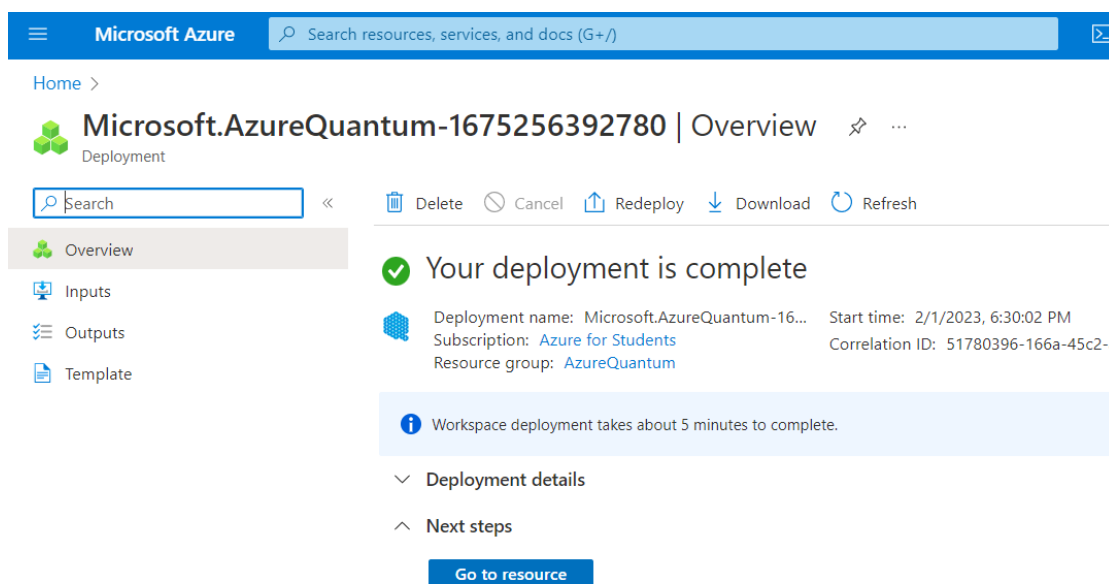 Microsoft Azure
Search resources, services, and docs (G+/)
Home >
Microsoft.AzureQuantum-1675256392780 | Overview ...
Deployment
Search «
Delete Cancel Redeploy Download Refresh
Overview
Inputs
Outputs
Template
Your deployment is complete
Deployment name: Microsoft.AzureQuantum-16... Start time: 2/1/2023, 6:30:02 PM
Subscription: Azure for Students Correlation ID: 51780396-166a-45c2-
Resource group: AzureQuantum
Workspace deployment takes about 5 minutes to complete.
Deployment details
Next steps
Go to resource